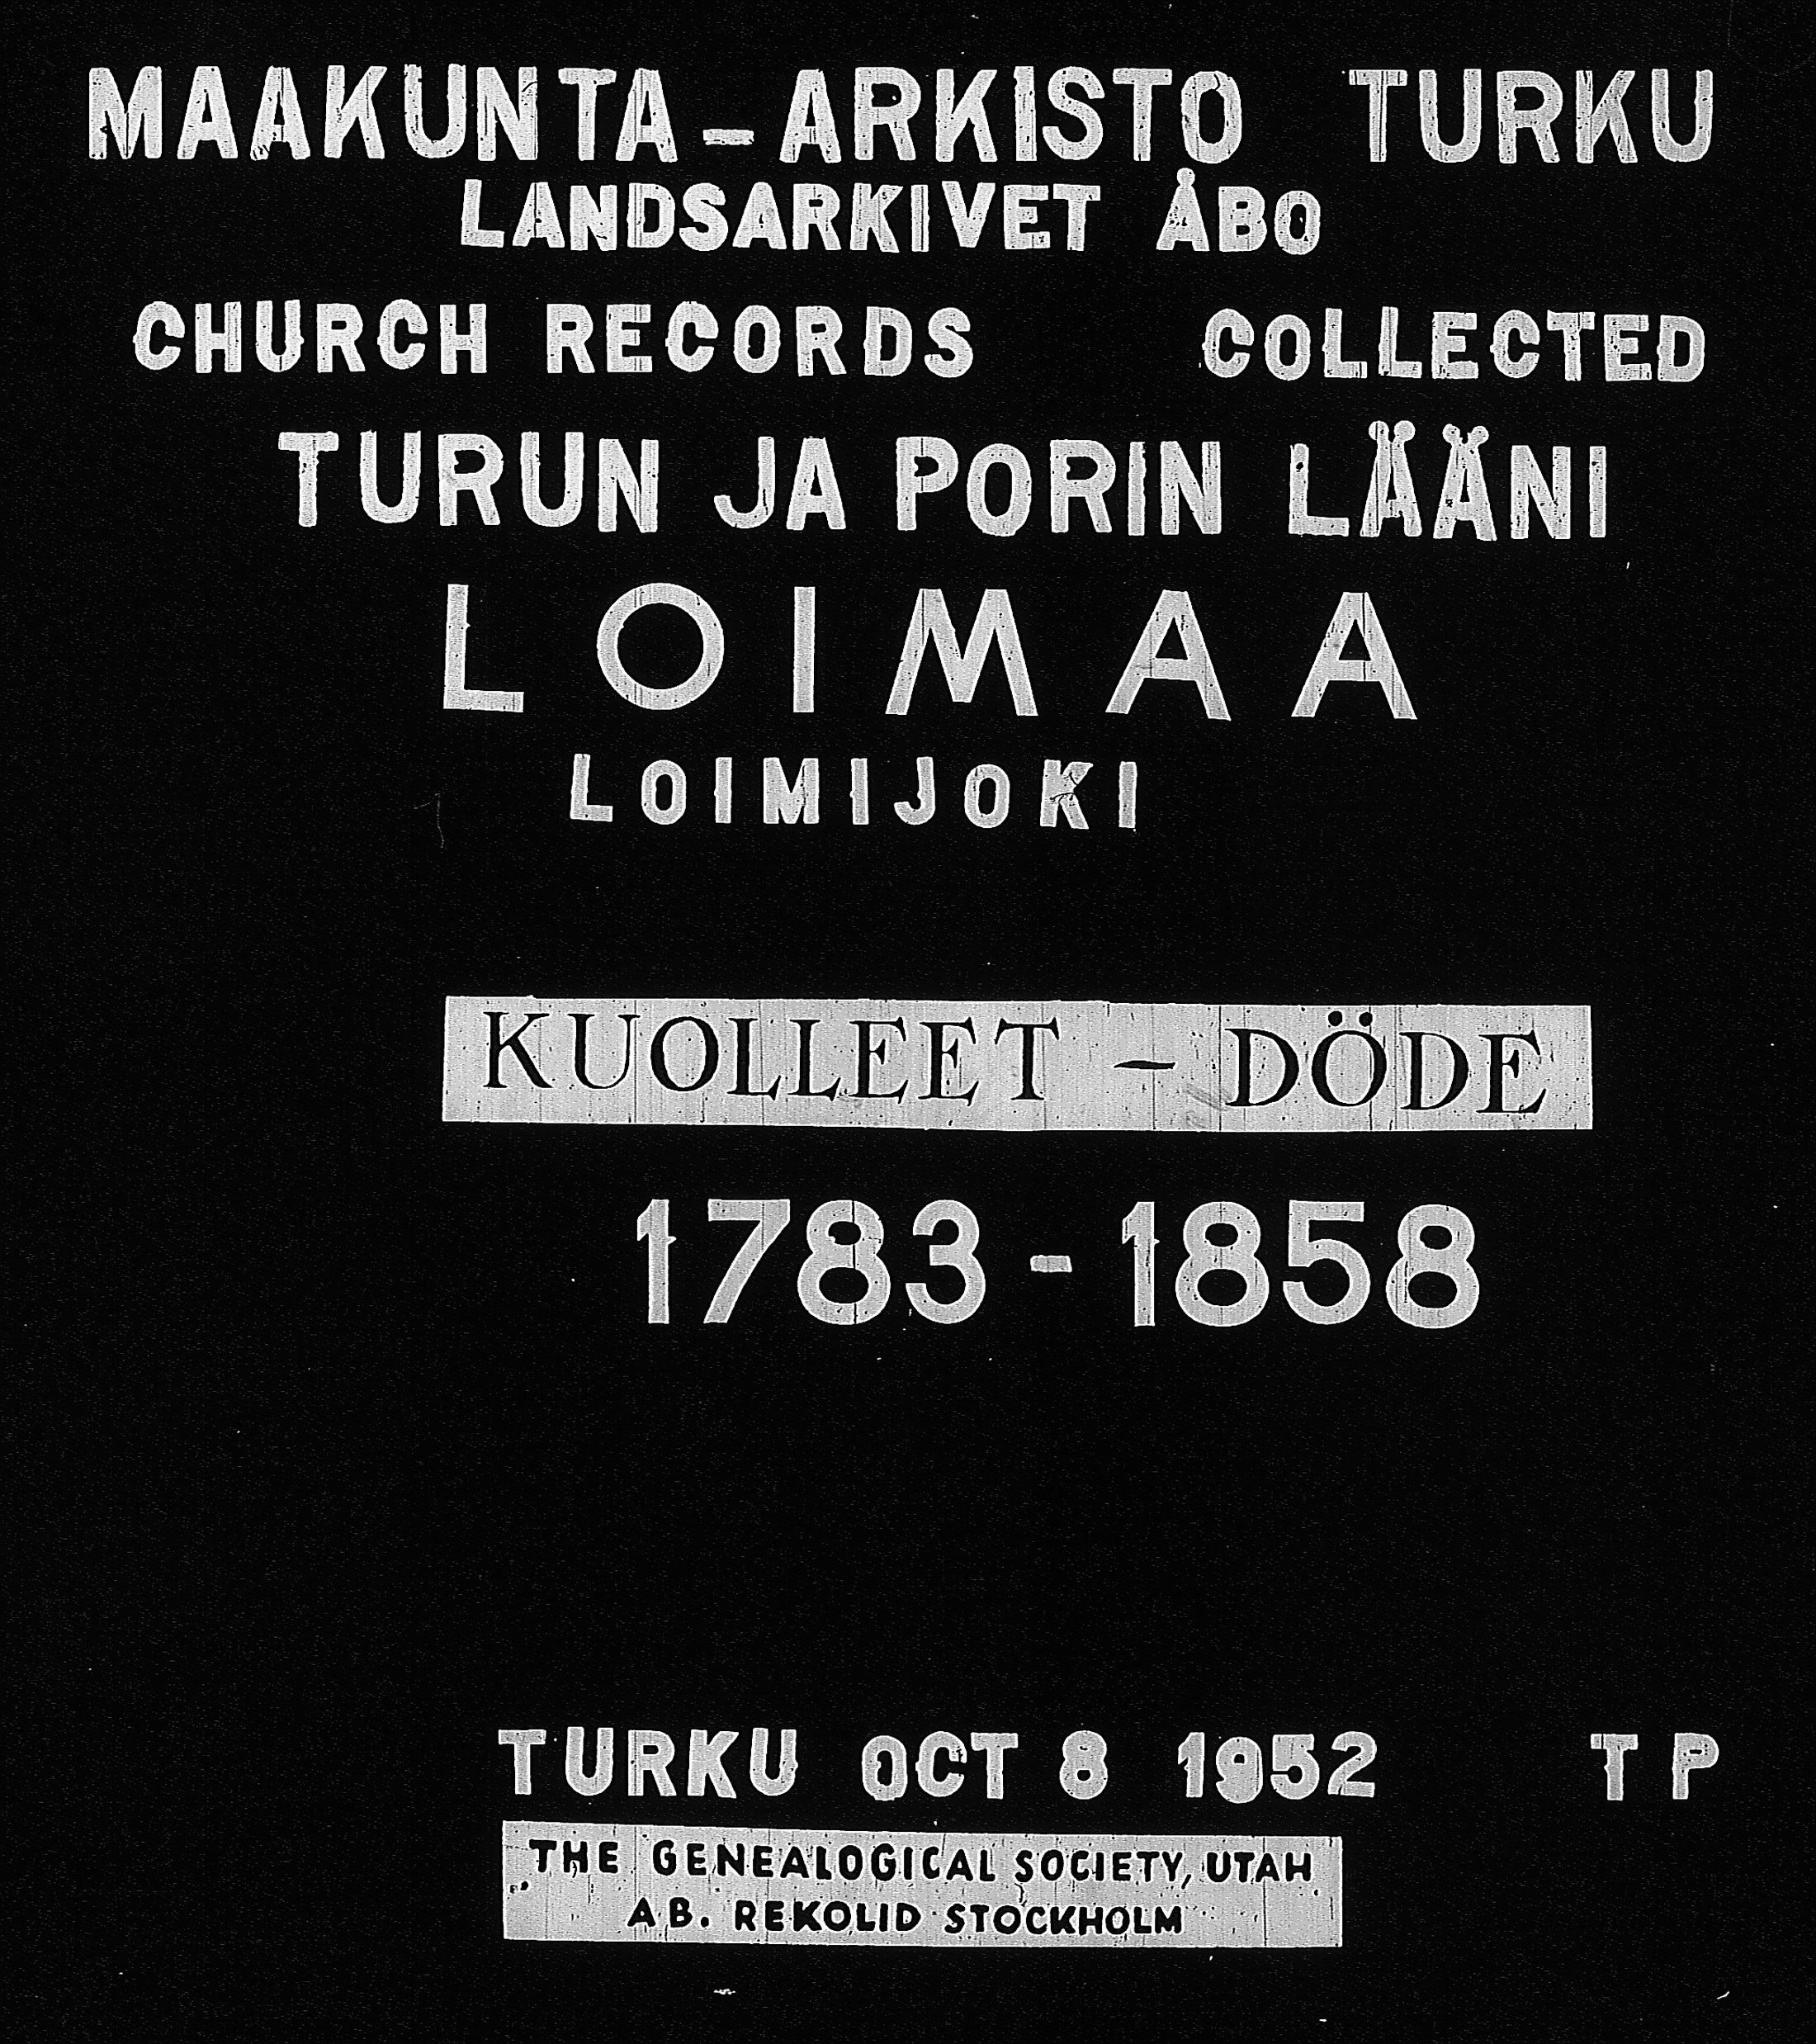 MAAKUNTA-ARKISTO TURKU
LANDSARKIVET ÅBO
CHURCH RECORDS COLLECTED
TURUN JA PORIN LÄÄNI
LOIMAA
LOIMIJOKI
KUOLLEET - DÖDE
1783-1858
TURKU OCT 8 1952 TP
THE GENEALOGICAL SOCIETY, UTAH
AB. REKOLID STOCKHOLM